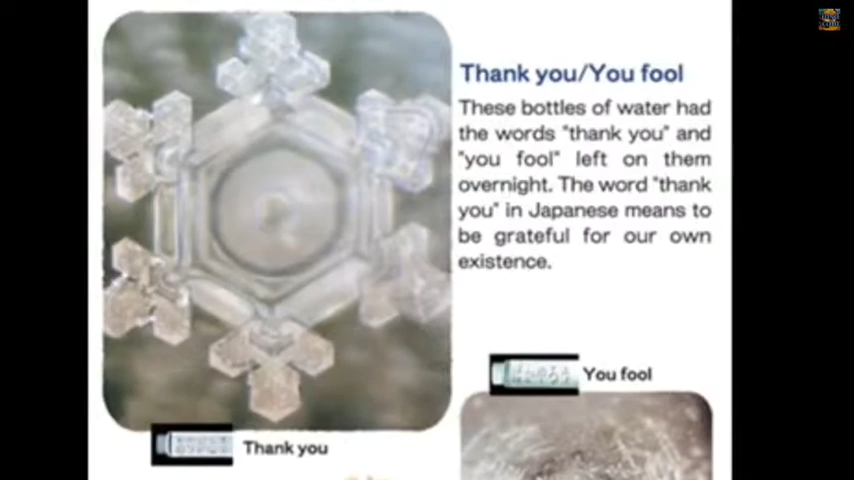 Thank you/You fool
These bottles of water had
the words "thank you" and
"you fool" left on them
overnight. The word "thank
you" in Japanese means to
be grateful for our own
existence.
You fool
Thank you